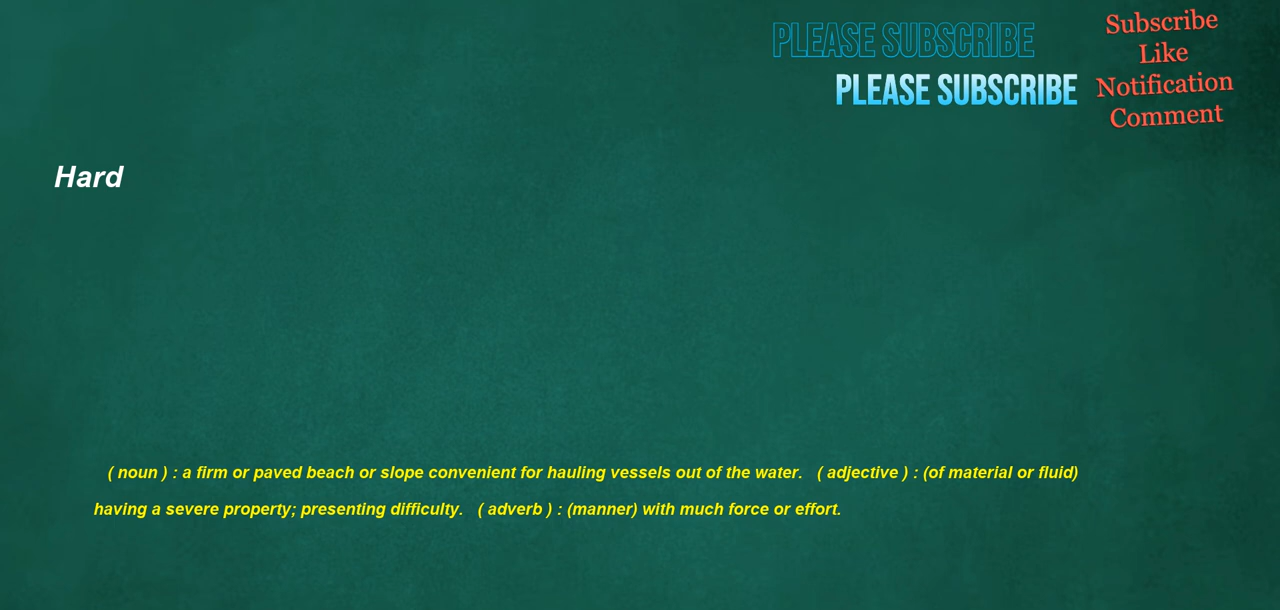 PLEASE SUBSCRIBE
PLEASE SUBSCRIBE
Subscribe
Like
Notification
Comment
Hard
( noun ) : a firm or paved beach or slope convenient for hauling vessels out of the water. ( adjective ) : (of material or fluid)
having a severe property; presenting difficulty. ( adverb ) : (manner) with much force or effort.